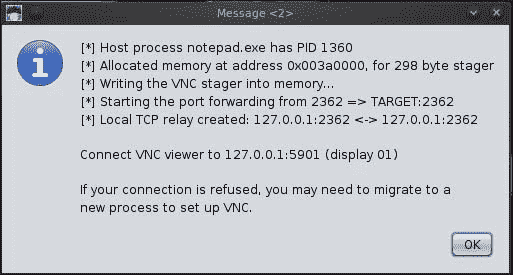 Message <2>
[*] Host process notepad.exe has PID 1360
[*] Allocated memory at address 0x003a0000, for 298 byte stager
[*] Writing the VNC stager into memory...
[*] Starting the port forwarding from 2362 => TARGET:2362
[*] Local TCP relay created: 127.0.0.1:2362 <-> 127.0.0.1:2362
Connect VNC viewer to 127.0.0.1:5901 (display 01)
If your connection is refused, you may need to migrate to a
new process to set up VNC.
OK